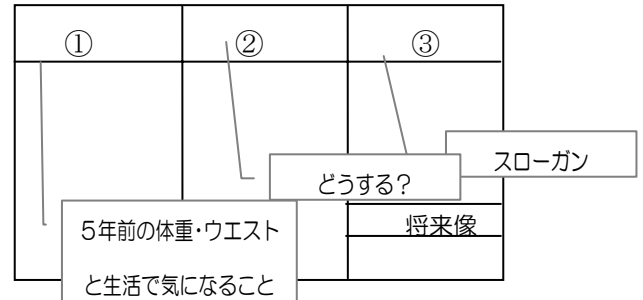 ① ② ③
スローガン
どうする？
将来像
５年前の体重・ウエスト
と生活で気になること